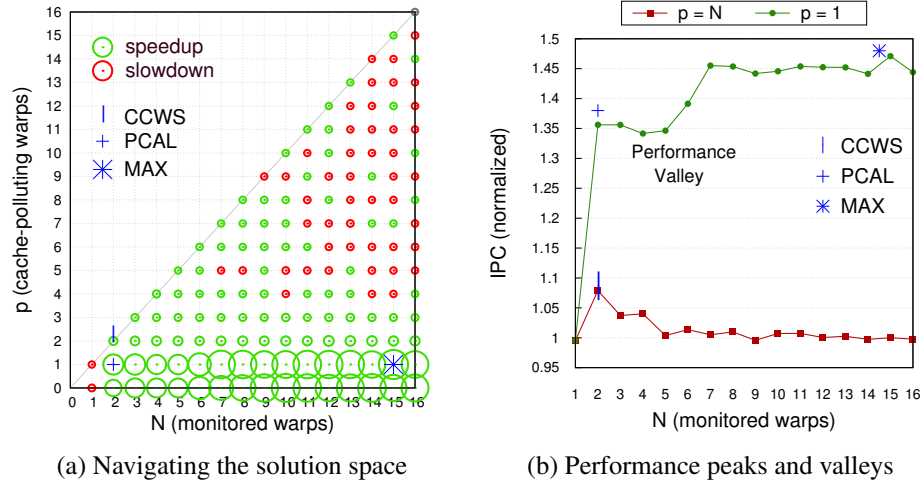 16
15
14
13
12
11
10
9
8
7
6
5
4
3
2
1
0
p (cache-polluting warps)
speedup
slowdown
CCWS
PCAL
MAX
0 1 2 3 4 5 6 7 8 9 10 11 12 13 14 15 16
N (monitored warps)
(a) Navigating the solution space
p = N p = 1
1.5
1.45
1.4
1.35
1.3
1.25
1.2
1.15
1.1
1.05
1
0.95
IPC (normalized)
Performance
Valley
CCWS
PCAL
MAX
1 2 3 4 5 6 7 8 9 10 11 12 13 14 15 16
N (monitored warps)
(b) Performance peaks and valleys